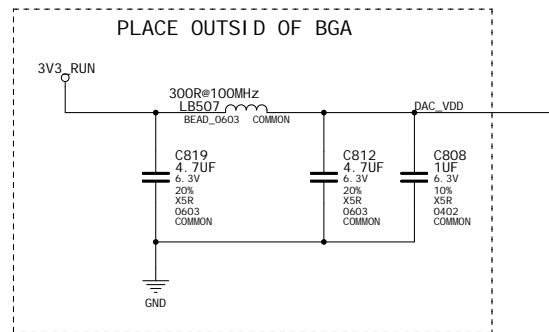 PLACE OUTSID OF BGA
3V3_RUN
300R@100MHz
LB507
BEAD_0603 COMMON
DAC_VDD
C819
4.7UF
6.3V
20%
X5R
0603
COMMON
C812
4.7UF
6.3V
20%
X5R
0603
COMMON
C808
1UF
6.3V
10%
X5R
0402
COMMON
GND